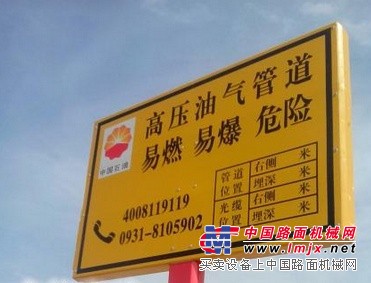 高压油气管道
易燃 易爆 危险
中国石油
4008119119
0931-8105902
管道位置 右侧 米
埋深 米
光缆位置 右侧 米
埋深 米
中国路面机械网
www.lmjx.net
买卖设备上中国路面机械网